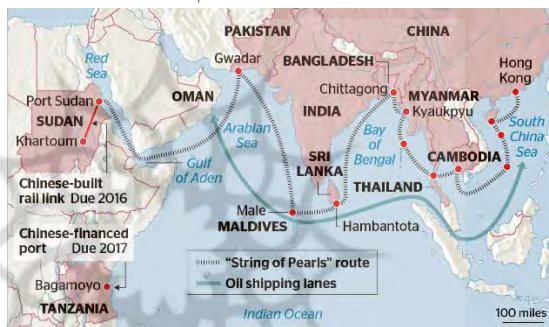 PAKISTAN
CHINA
Red
Sea
Gwadar
BANGLADESH
Hong
Kong
Port Sudan
OMAN
Chittagong
MYANMAR
Kyaukpyu
SUDAN
INDIA
Khartoum
Arabian
Sea
Bay
of
Bengal
South
China
Sea
SRI
LANKA
CAMBODIA
Gulf
of Aden
THAILAND
Chinese-built
rail link Due 2016
Chinese-financed
port Due 2017
Male
MALDIVES
Hambantota
"String of Pearls" route
Oil shipping lanes
Bagamoyo
TANZANIA
Indian Ocean
100 miles